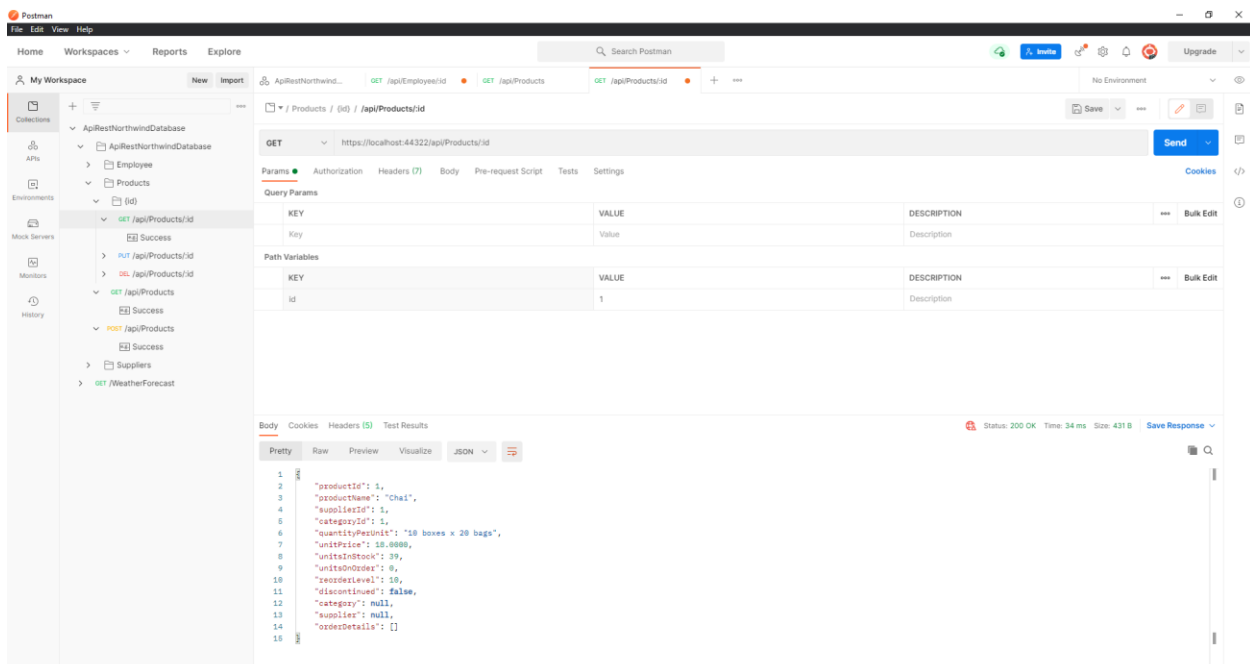 Postman
File Edit View Help
Home Workspaces Reports Explore
Search Postman
Invite
Upgrade
My Workspace
New Import
ApiRestNorthwind...
GET /api/Employee/:id
GET /api/Products
GET /api/Products/:id
No Environment
Collections
APIs
Environments
Mock Servers
Monitors
History
ApiRestNorthwindDatabase
ApiRestNorthwindDatabase
Employee
Products
{id}
GET /api/Products/:id
Success
PUT /api/Products/:id
DEL /api/Products/:id
GET /api/Products
Success
POST /api/Products
Success
Suppliers
GET /WeatherForecast
/ Products / {id} / /api/Products/:id
Save
GET https://localhost:44322/api/Products/:id
Send
Params Authorization Headers (7) Body Pre-request Script Tests Settings
Cookies
Query Params
KEY VALUE DESCRIPTION Bulk Edit
Key Value Description
Path Variables
KEY VALUE DESCRIPTION Bulk Edit
id 1 Description
Body Cookies Headers (5) Test Results
Status: 200 OK Time: 34 ms Size: 431 B Save Response
Pretty Raw Preview Visualize JSON
1 {
2 "productId": 1,
3 "productName": "Chai",
4 "supplierId": 1,
5 "categoryId": 1,
6 "quantityPerUnit": "10 boxes x 20 bags",
7 "unitPrice": 18.0000,
8 "unitsInStock": 39,
9 "unitsOnOrder": 0,
10 "reorderLevel": 10,
11 "discontinued": false,
12 "category": null,
13 "supplier": null,
14 "orderDetails": []
15 }